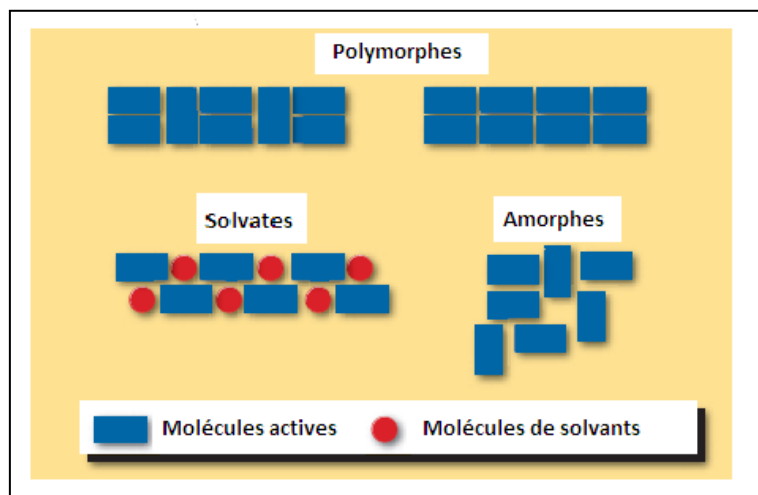 Polymorphes
Solvates
Amorphes
Molécules actives
Molécules de solvants